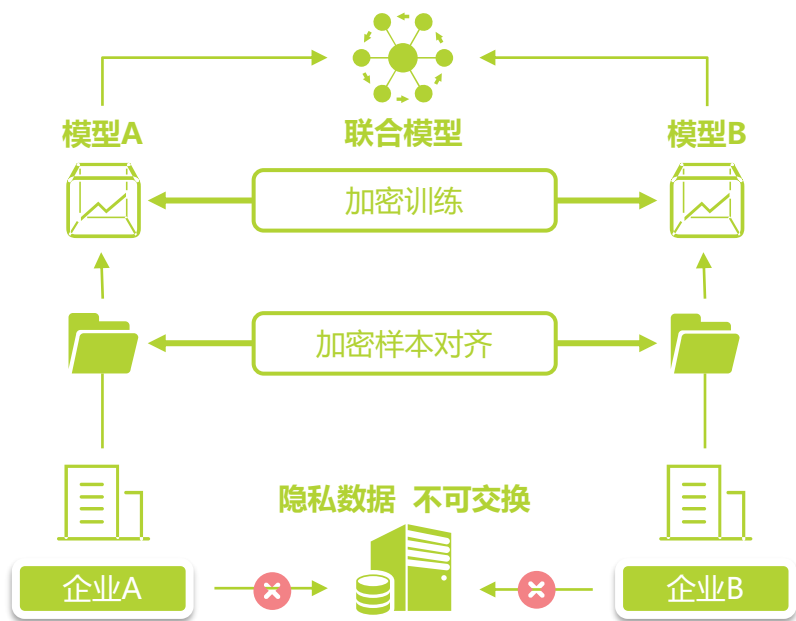 模型A
联合模型
模型B
加密训练
加密样本对齐
隐私数据 不可交换
企业A
企业B